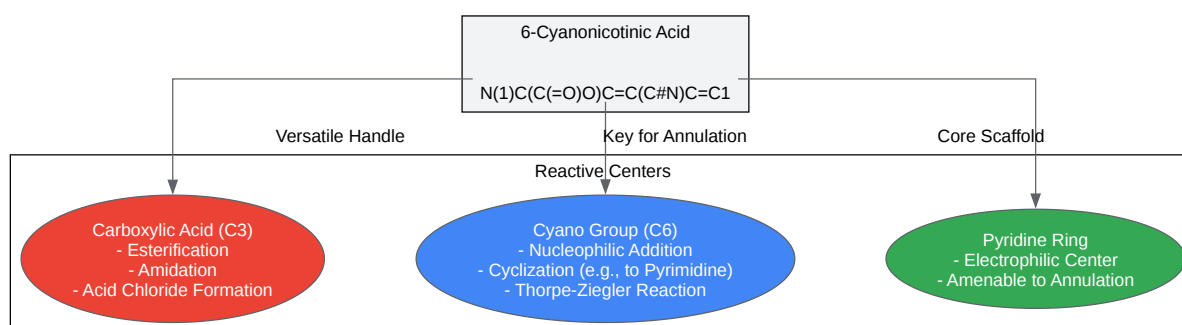 6-Cyanonicotinic Acid
N(1)C(C(=O)O)C=C(C#N)C=C1
Versatile Handle
Key for Annulation
Core Scaffold
Reactive Centers
Carboxylic Acid (C3)
- Esterification
- Amidation
- Acid Chloride Formation
Cyano Group (C6)
- Nucleophilic Addition
- Cyclization (e.g., to Pyrimidine)
- Thorpe-Ziegler Reaction
Pyridine Ring
- Electrophilic Center
- Amenable to Annulation